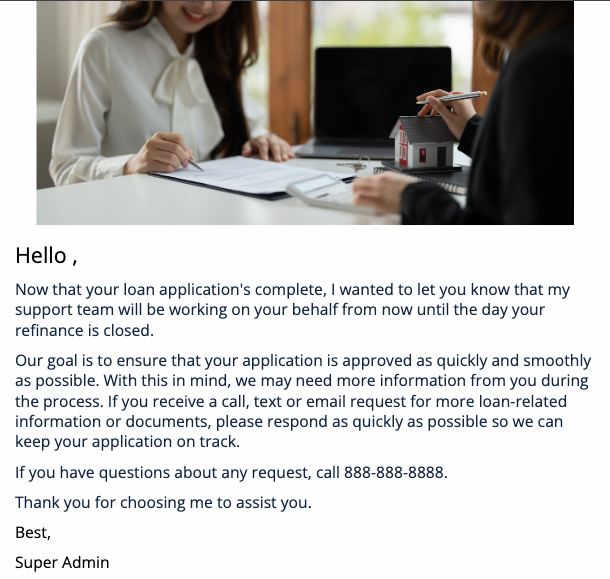 Hello ,
Now that your loan application's complete, I wanted to let you know that my
support team will be working on your behalf from now until the day your
refinance is closed.
Our goal is to ensure that your application is approved as quickly and smoothly
as possible. With this in mind, we may need more information from you during
the process. If you receive a call, text or email request for more loan-related
information or documents, please respond as quickly as possible so we can
keep your application on track.
If you have questions about any request, call 888-888-8888.
Thank you for choosing me to assist you.
Best,
Super Admin